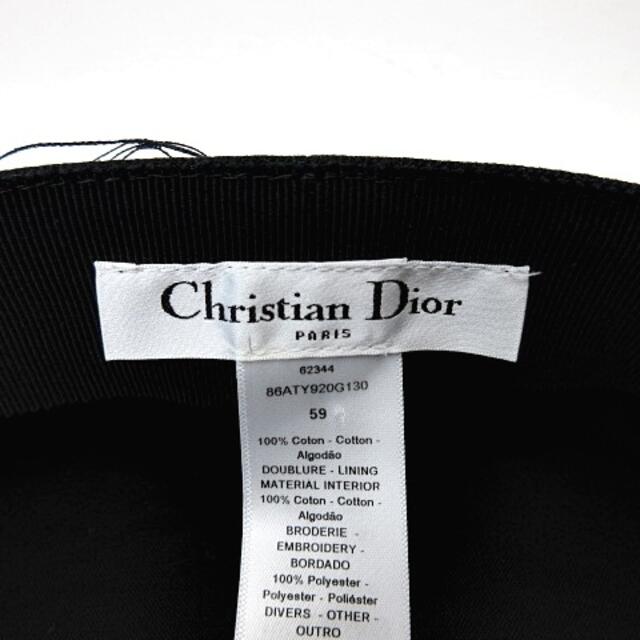 Christian Dior
PARIS
62344
86ATY920G130
59
100% Coton - Cotton -
Algodão
DOUBLURE - LINING
MATERIAL INTERIOR
100% Coton - Cotton -
Algodão
BRODERIE -
EMBROIDERY -
BORDADO
100% Polyester -
Polyester - Poliéster
DIVERS - OTHER -
OUTRO